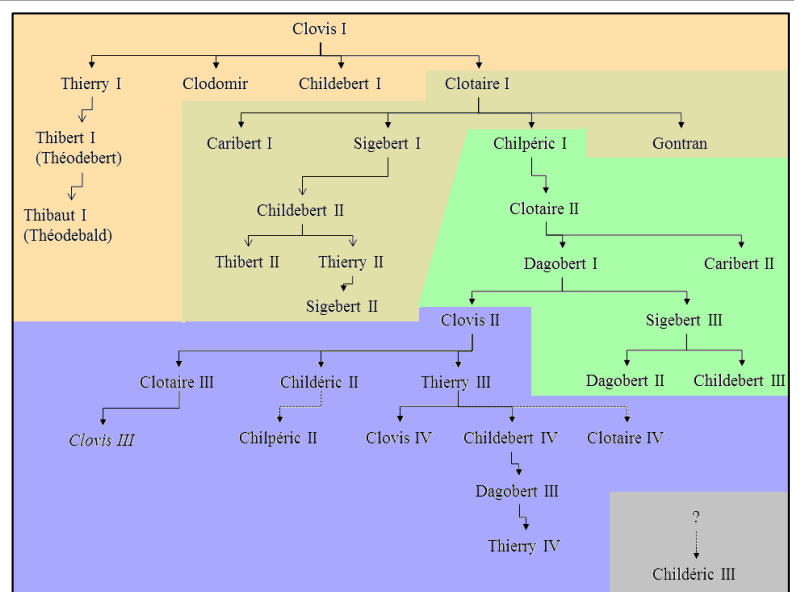 Clovis I
Thierry I
Clodomir
Childebert I
Clotaire I
Thibert I
(Théodebert)
Caribert I
Sigebert I
Chilpéric I
Gontran
Thibaut I
(Théodebald)
Childebert II
Clotaire II
Thibert II
Thierry II
Dagobert I
Caribert II
Sigebert II
Clovis II
Sigebert III
Clotaire III
Childéric II
Thierry III
Dagobert II
Childebert III
Clovis III
Chilpéric II
Clovis IV
Childebert IV
Clotaire IV
Dagobert III
?
Thierry IV
Childéric III